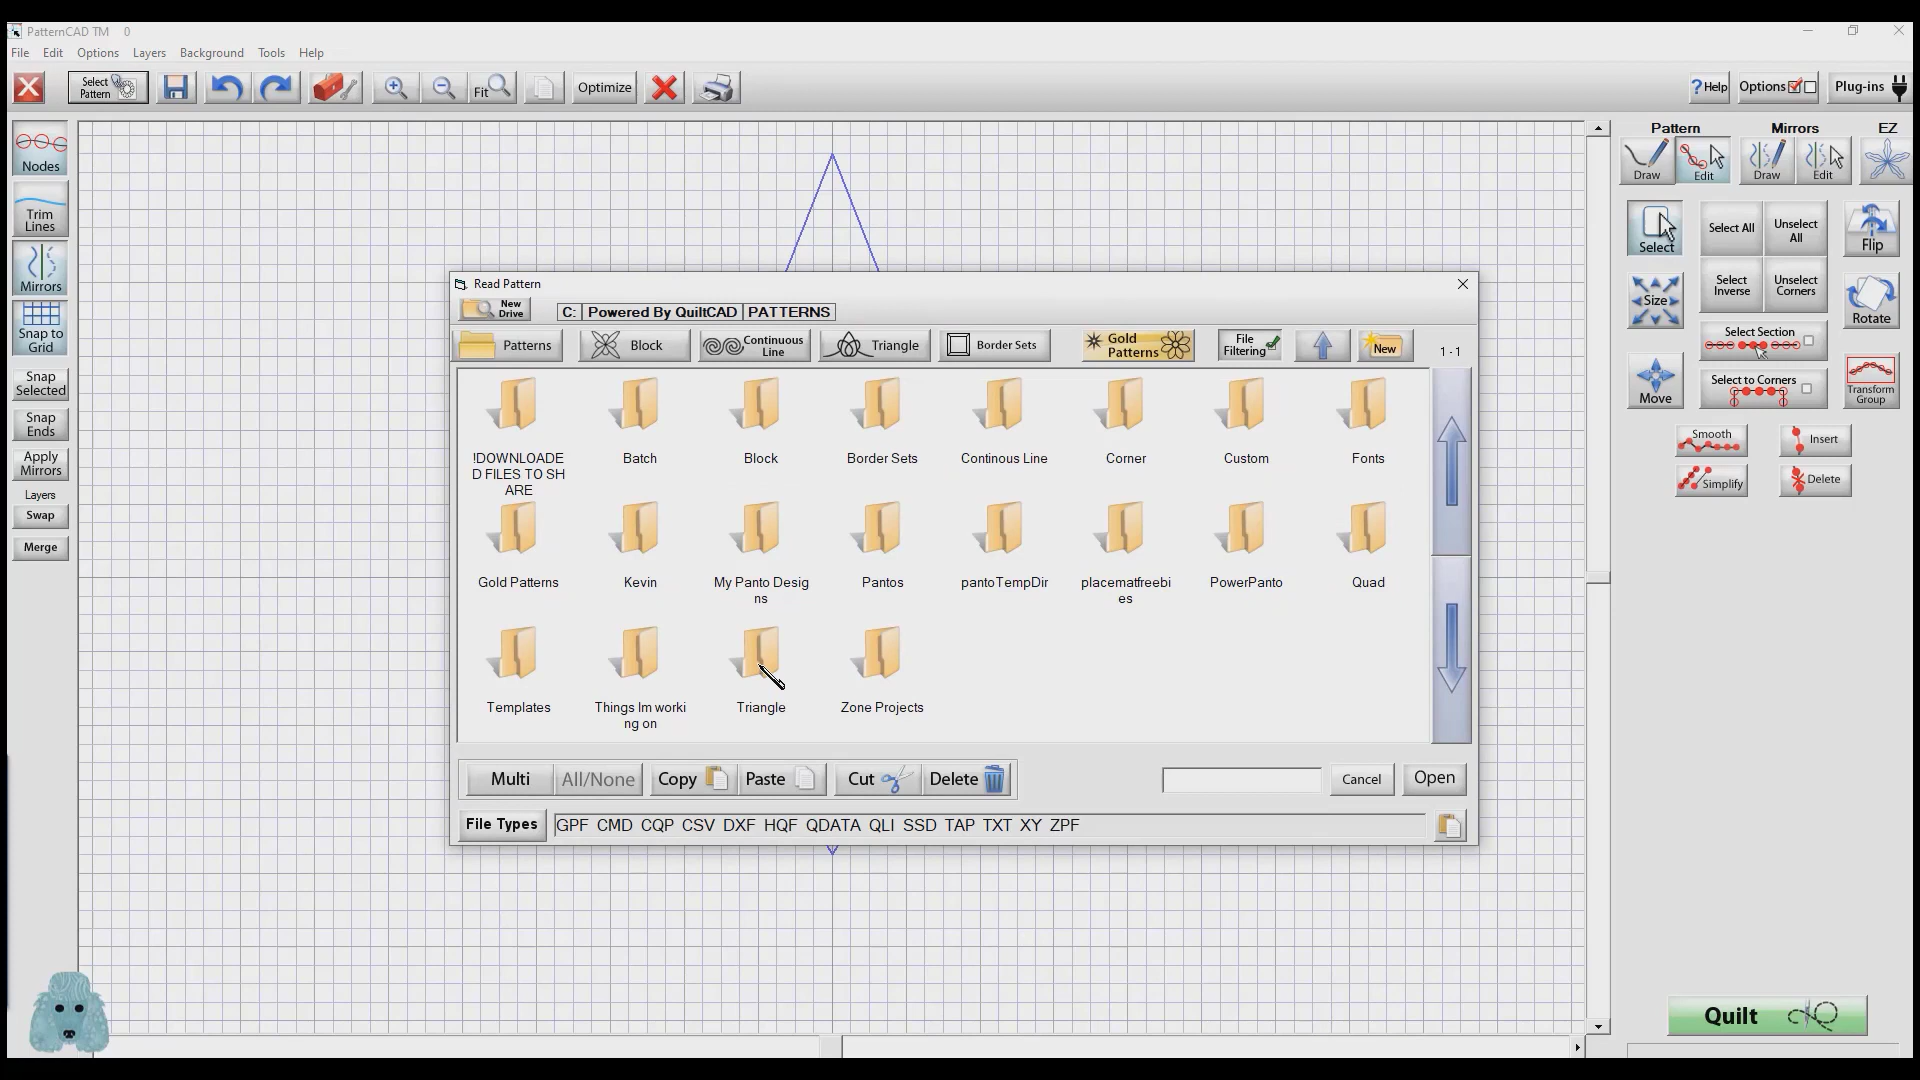 PatternCAD TM 0
File Edit Options Layers Background Tools Help
Select Pattern
Fit
Optimize
?Help
Options
Plug-ins
Nodes
Trim Lines
Mirrors
Snap to Grid
Snap Selected
Snap Ends
Apply Mirrors
Layers
Swap
Merge
Read Pattern
New Drive
C: Powered By QuiltCAD PATTERNS
Patterns
Block
Continuous Line
Triangle
Border Sets
Gold Patterns
File Filtering
New
1 - 1
!DOWNLOADE
D FILES TO SH
ARE
Batch
Block
Border Sets
Continous Line
Corner
Custom
Fonts
Gold Patterns
Kevin
My Panto Desig
ns
Pantos
pantoTempDir
placematfreebi
es
PowerPanto
Quad
Templates
Things Im worki
ng on
Triangle
Zone Projects
Multi
All/None
Copy
Paste
Cut
Delete
Cancel
Open
File Types
GPF CMD CQP CSV DXF HQF QDATA QLI SSD TAP TXT XY ZPF
Pattern
Mirrors
EZ
Draw
Edit
Draw
Edit
Select
Select All
Unselect All
Flip
Size
Select Inverse
Unselect Corners
Rotate
Select Section
Move
Select to Corners
Transform Group
Smooth
Insert
Simplify
Delete
Quilt